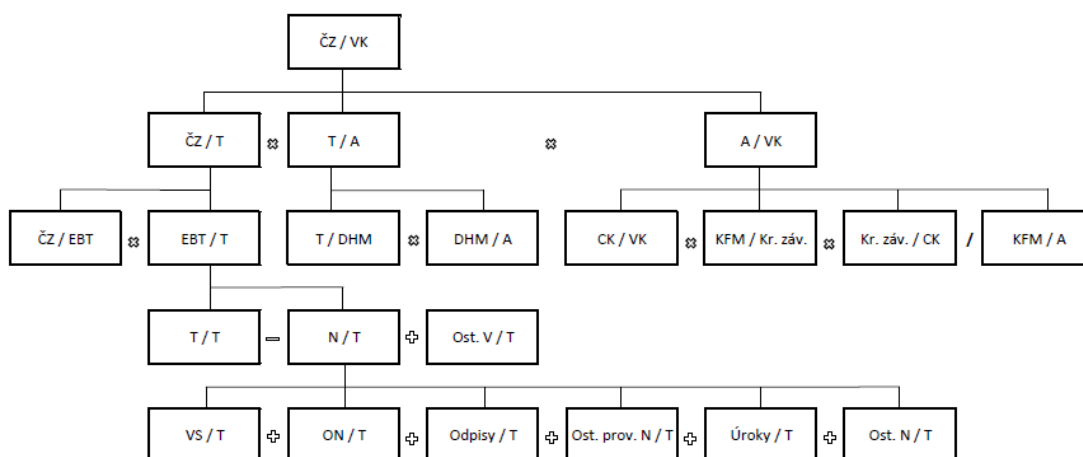 ČZ / VK
ČZ / T
T / A
A / VK
ČZ / EBT
EBT / T
T / DHM
DHM / A
CK / VK
KFM / Kr. záv.
Kr. záv. / CK
/
KFM / A
T / T
N / T
Ost. V / T
VS / T
ON / T
Odpisy / T
Ost. prov. N / T
Úroky / T
Ost. N / T